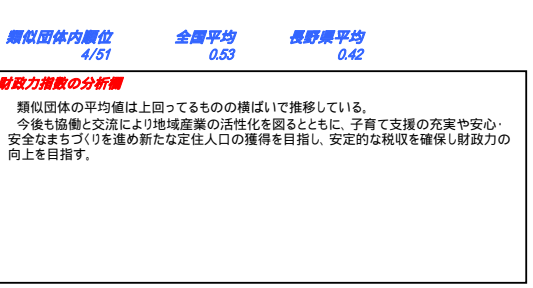 類似団体内順位 全国平均 長野県平均
4/51 0.53 0.42
財政力指数の分析欄
類似団体の平均値は上回ってるものの横ばいで推移している。
今後も協働と交流により地域産業の活性化を図るとともに、子育て支援の充実や安心・
安全なまちづくりを進め新たな定住人口の獲得を目指し、安定的な税収を確保し財政力の
向上を目指す。